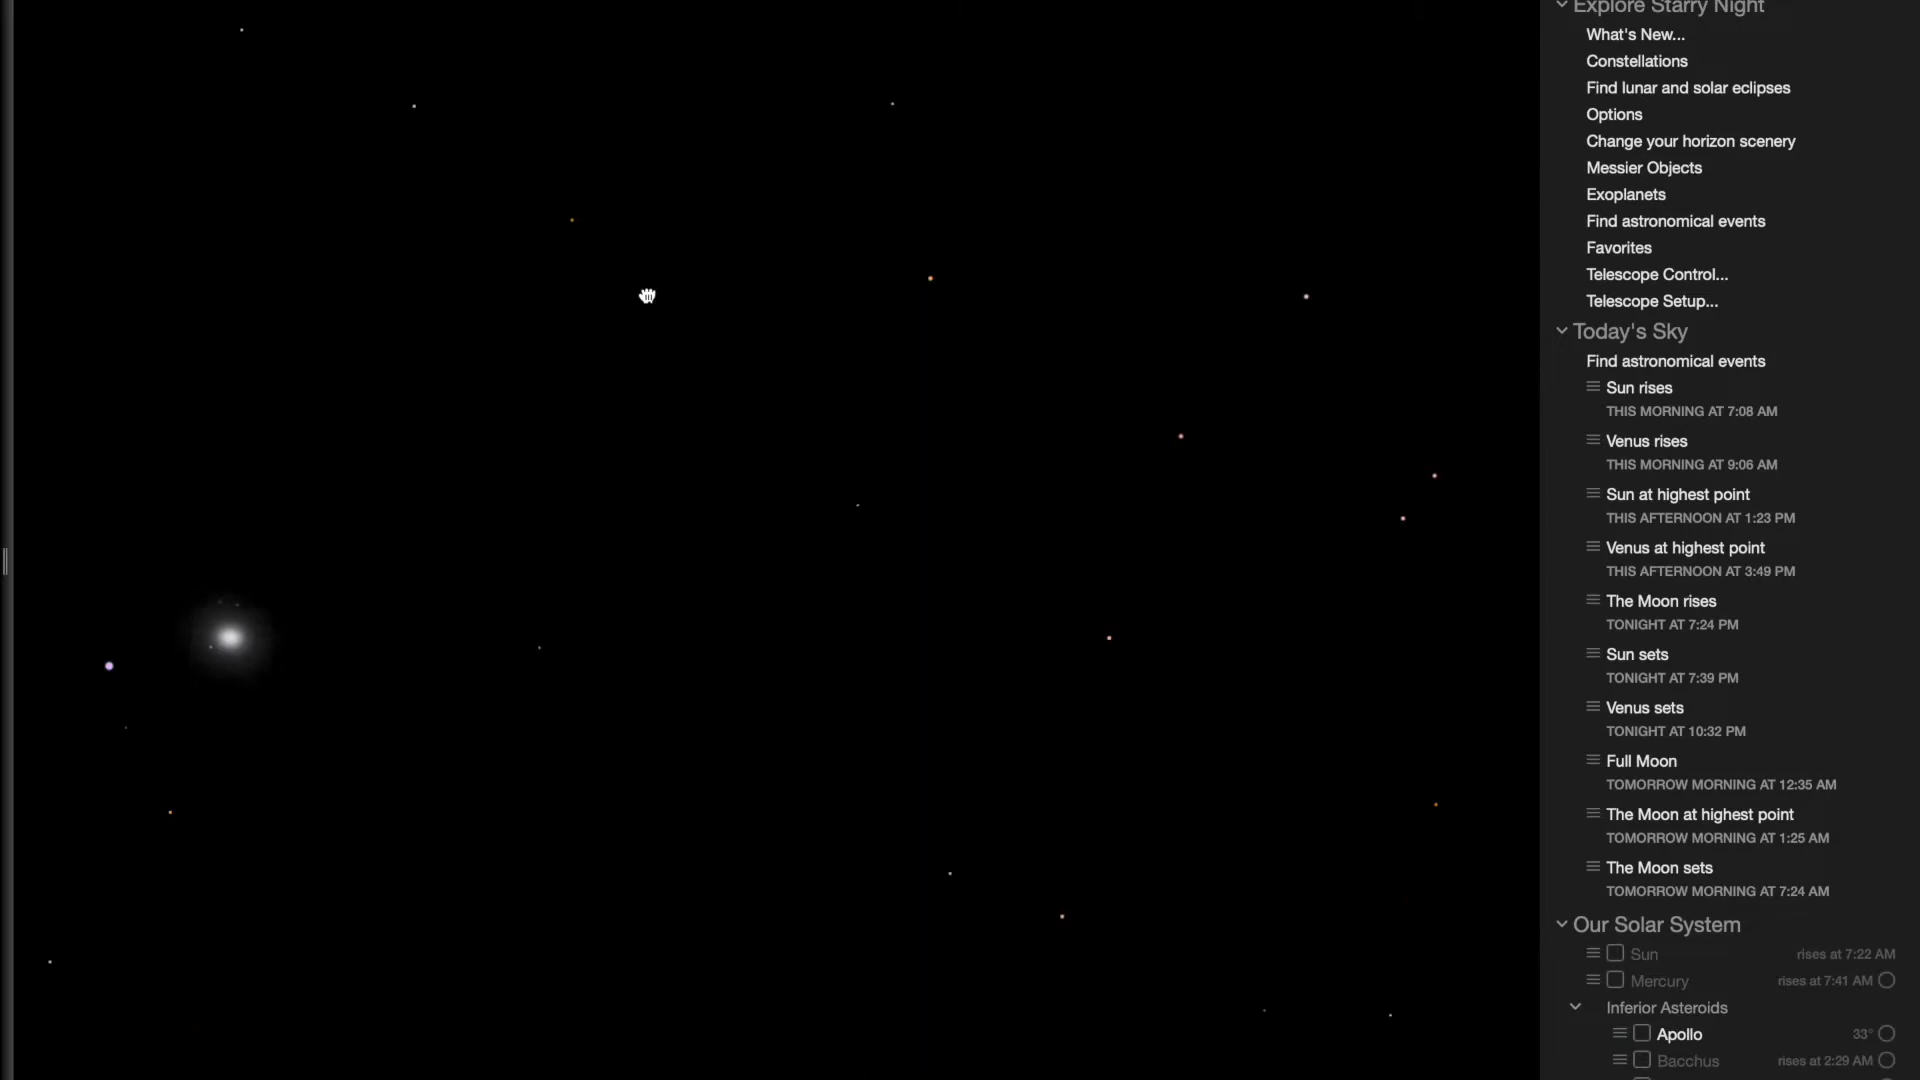 Explore Starry Night
What's New...
Constellations
Find lunar and solar eclipses
Options
Change your horizon scenery
Messier Objects
Exoplanets
Find astronomical events
Favorites
Telescope Control...
Telescope Setup...
Today's Sky
Find astronomical events
Sun rises
THIS MORNING AT 7:08 AM
Venus rises
THIS MORNING AT 9:06 AM
Sun at highest point
THIS AFTERNOON AT 1:23 PM
Venus at highest point
THIS AFTERNOON AT 3:49 PM
The Moon rises
TONIGHT AT 7:24 PM
Sun sets
TONIGHT AT 7:39 PM
Venus sets
TONIGHT AT 10:32 PM
Full Moon
TOMORROW MORNING AT 12:35 AM
The Moon at highest point
TOMORROW MORNING AT 1:25 AM
The Moon sets
TOMORROW MORNING AT 7:24 AM
Our Solar System
Sun rises at 7:22 AM
Mercury rises at 7:41 AM
Inferior Asteroids
Apollo 33°
Bacchus rises at 2:29 AM